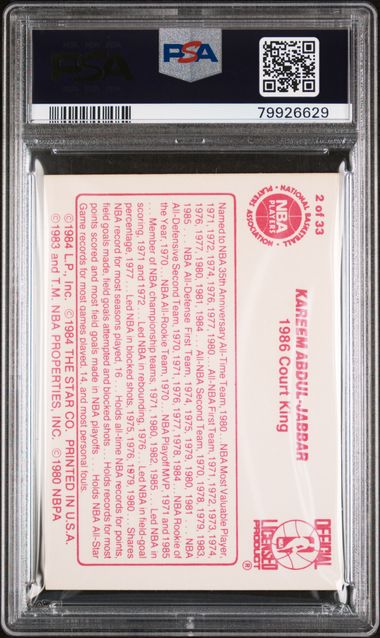 PSA
PSA
79926629
2 of 33
NATIONAL BASKETBALL
NBA
PLAYERS
PLAYERS ASSOCIATION
KAREEM ABDUL-JABBAR
1986 Court King
OFFICIAL
LICENSED
PRODUCT
®
Named to NBA 35th Anniversary All-Time Team, 1980 . . . NBA Most Valuable Player,
1971, 1972, 1974, 1976, 1977, 1980 . . . All-NBA First Team, 1971, 1972, 1973, 1974,
1976, 1977, 1980, 1981, 1984 . . . All-NBA Second Team, 1970, 1978, 1979, 1983,
1985 . . . NBA All-Defense First Team, 1974, 1975, 1979, 1980, 1981 . . . NBA
All-Defensive Second Team, 1970, 1971, 1976, 1977, 1978, 1984 . . . NBA Rookie of
the Year, 1970 . . . NBA All-Rookie Team, 1970 . . . NBA Playoff MVP, 1971 and 1985
. . . Member of NBA championship teams, 1971, 1980, 1982, 1985 . . . Led NBA in
scoring, 1971 and 1972 . . . Led NBA in rebounding, 1976 . . . Led NBA in field-goal
percentage, 1977 . . . Led NBA in blocked shots, 1975, 1976, 1979, 1980 . . . Shares
NBA record for most seasons played, 16 . . . Holds all-time NBA records for points,
field goals made, field goals attempted and blocked shots . . . Holds records for most
points scored and most field goals made in NBA playoffs . . . Holds NBA All-Star
Game records for most games played, 14, and most personal fouls.
©1984 L.P., Inc. ©1984 THE STAR CO. PRINTED IN U.S.A.
©1983 and T.M. NBA PROPERTIES, INC. ©1980 NBPA